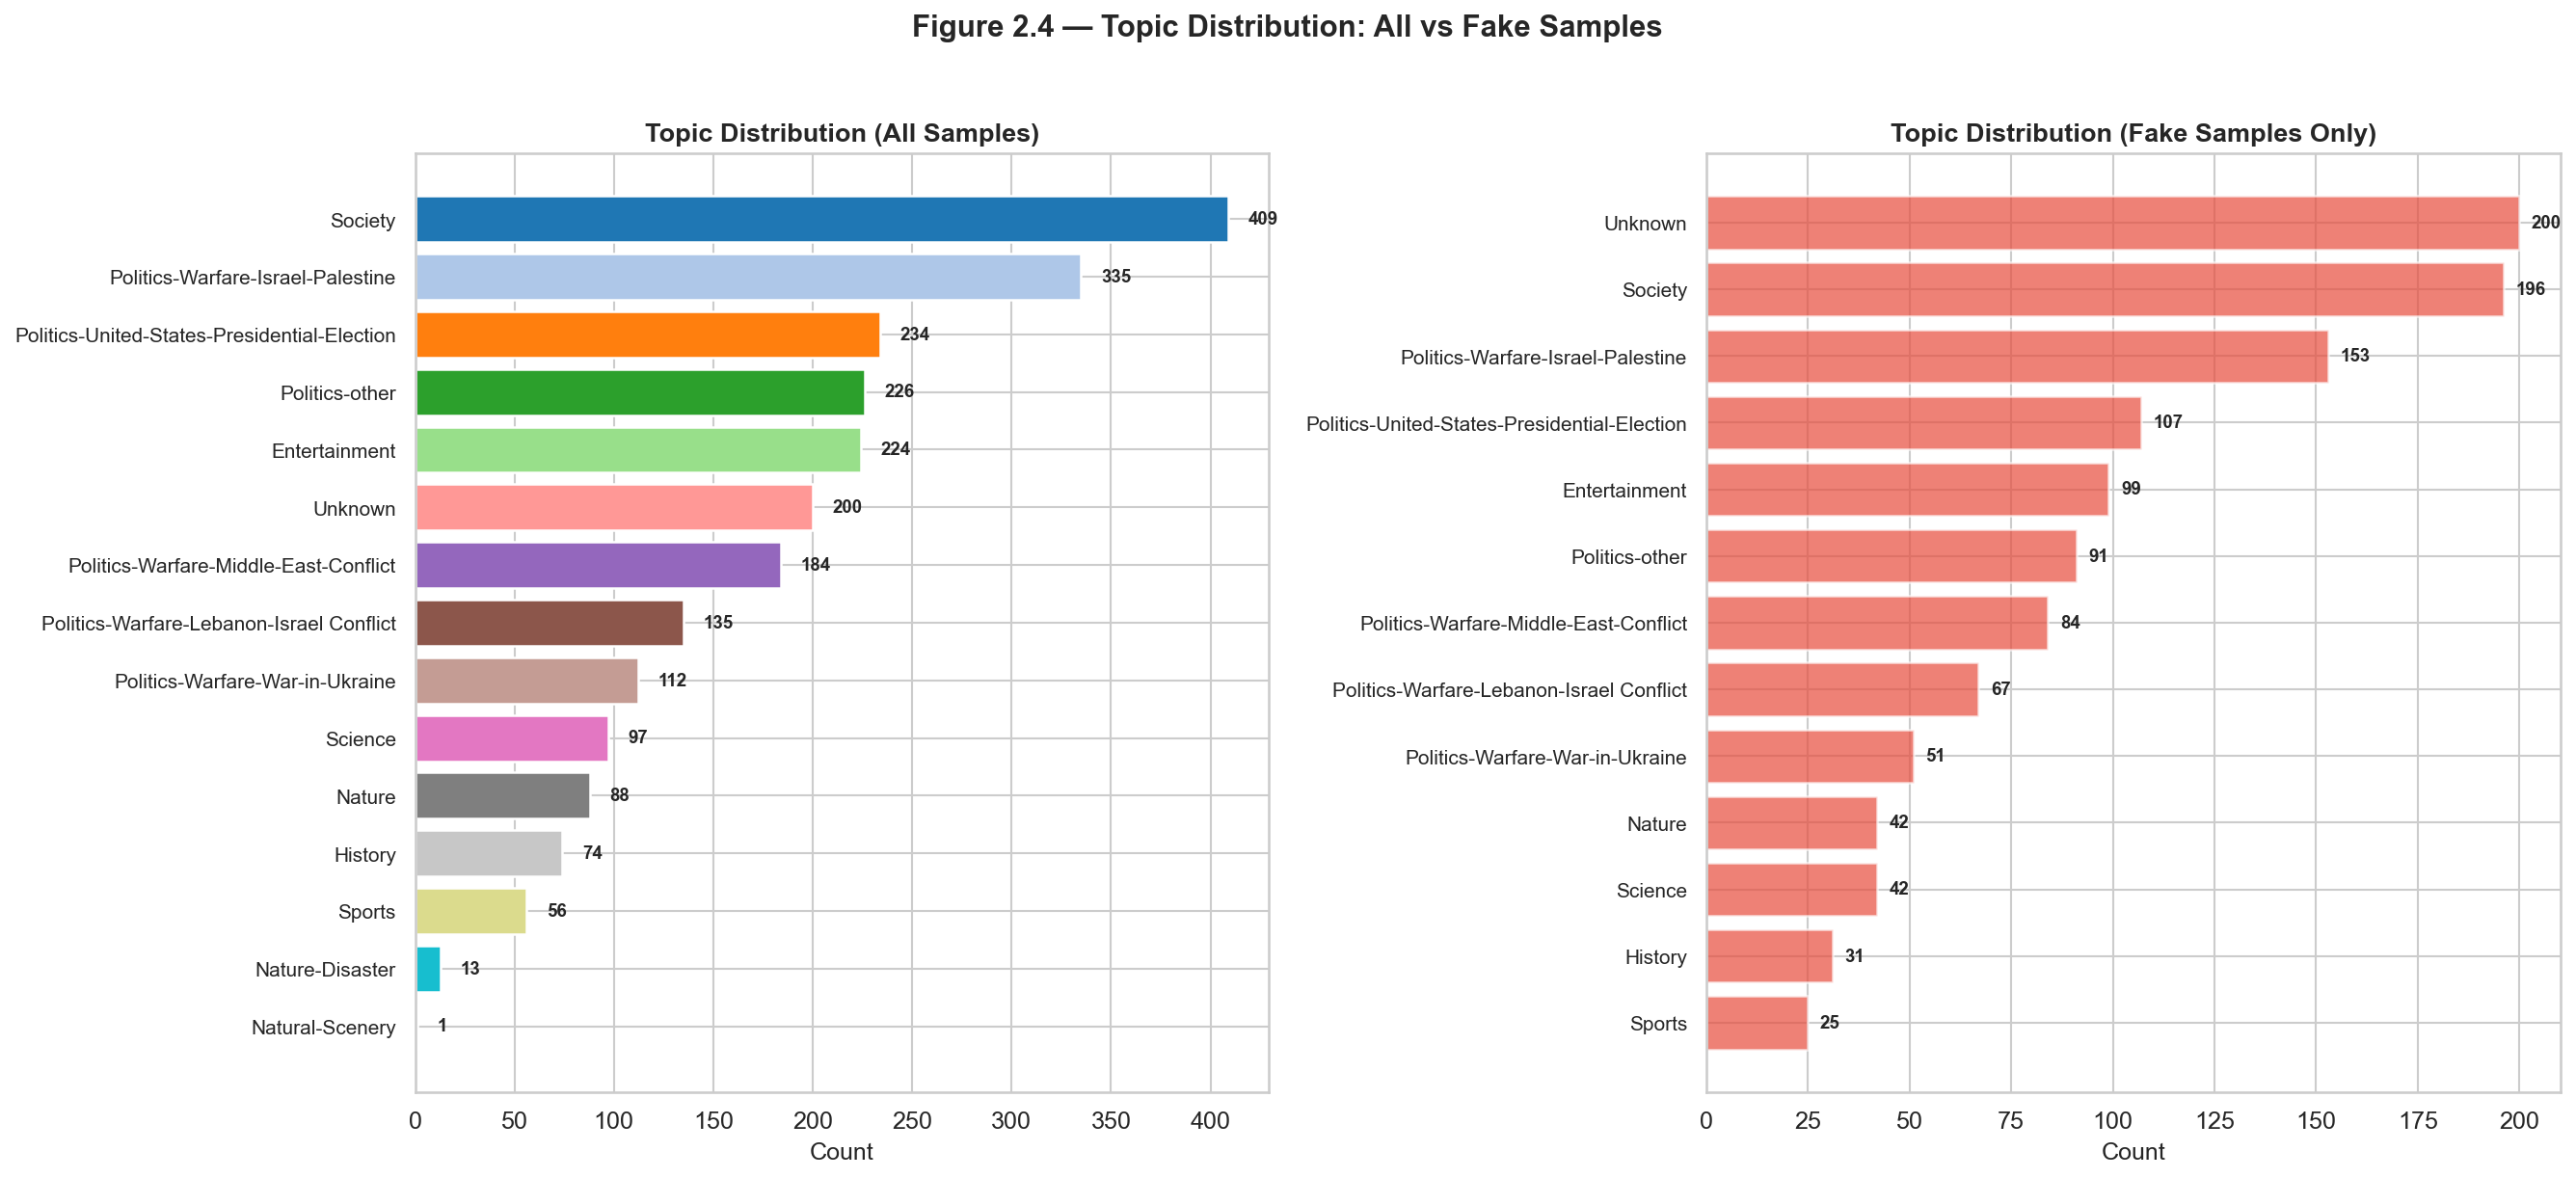 Figure 2.4 — Topic Distribution: All vs Fake Samples
Topic Distribution (All Samples)
Society
409
Politics-Warfare-Israel-Palestine
335
Politics-United-States-Presidential-Election
234
Politics-other
226
Entertainment
224
Unknown
200
Politics-Warfare-Middle-East-Conflict
184
Politics-Warfare-Lebanon-Israel Conflict
135
Politics-Warfare-War-in-Ukraine
112
Science
97
Nature
88
History
74
Sports
56
Nature-Disaster
13
Natural-Scenery
1
0 50 100 150 200 250 300 350 400
Count
Topic Distribution (Fake Samples Only)
Unknown
200
Society
196
Politics-Warfare-Israel-Palestine
153
Politics-United-States-Presidential-Election
107
Entertainment
99
Politics-other
91
Politics-Warfare-Middle-East-Conflict
84
Politics-Warfare-Lebanon-Israel Conflict
67
Politics-Warfare-War-in-Ukraine
51
Nature
42
Science
42
History
31
Sports
25
0 25 50 75 100 125 150 175 200
Count